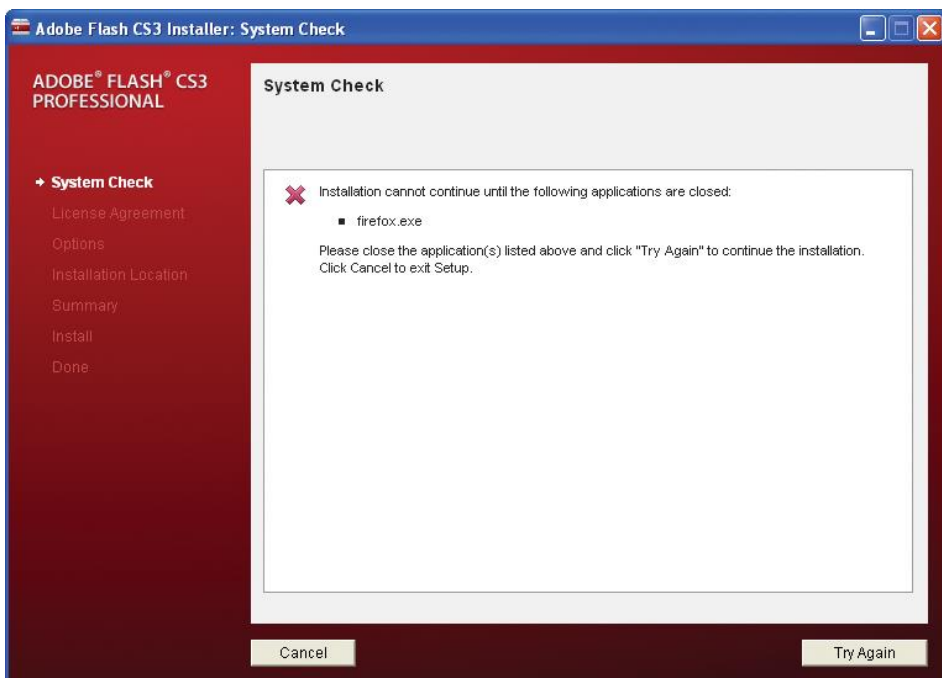 Adobe Flash CS3 Installer: System Check
ADOBE® FLASH® CS3
PROFESSIONAL
System Check
System Check
License Agreement
Options
Installation Location
Summary
Install
Done
Installation cannot continue until the following applications are closed:
firefox.exe
Please close the application(s) listed above and click "Try Again" to continue the installation.
Click Cancel to exit Setup.
Cancel
Try Again